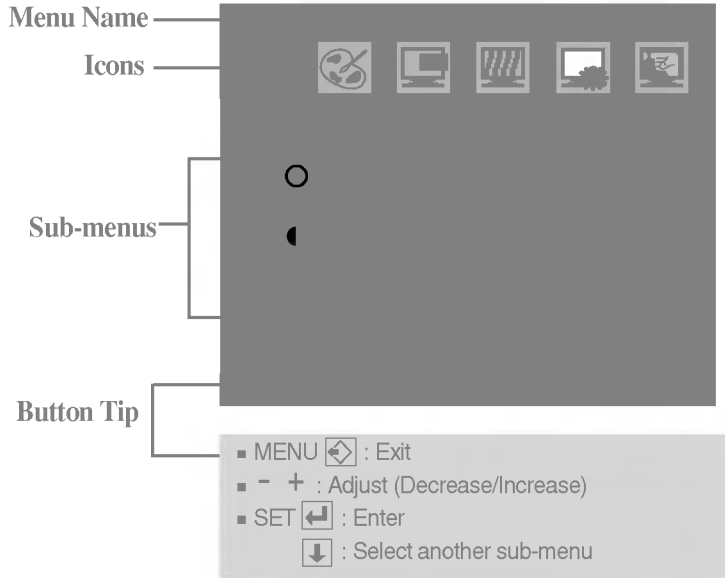 Menu Name
Icons
Sub-menus
Button Tip
MENU : Exit
- + : Adjust (Decrease/Increase)
SET : Enter
: Select another sub-menu